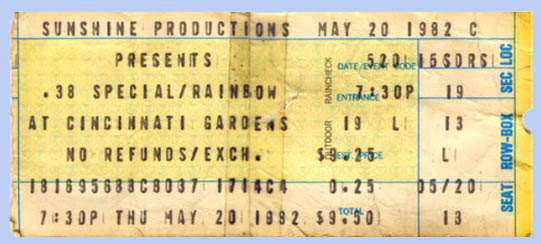 SUNSHINE PRODUCTIONS MAY 20 1982 C
PRESENTS DATE/EVENT CODE 520 15SDRS
.38 SPECIAL/RAINBOW ENTRANCE 7:30P 19
AT CINCINNATI GARDENS 19 L 13
NO REFUNDS/EXCH. EST. PRICE $9.25 L
181695688C8037 1714C4 0.25 05/20
7:30P THU MAY 20 1982 TOTAL $9.50 13
OUTDOOR RAINCHECK
SEAT ROW-BOX SEC LOC